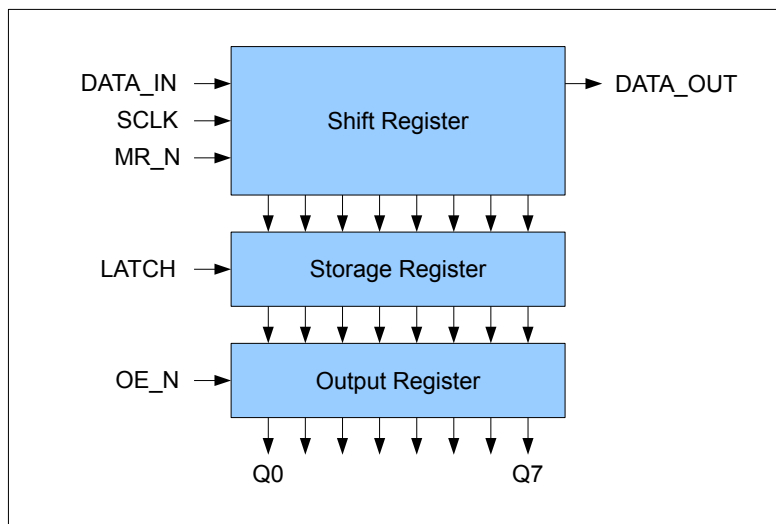 DATA_IN
DATA_OUT
SCLK
Shift Register
MR_N
LATCH
Storage Register
OE_N
Output Register
Q0
Q7